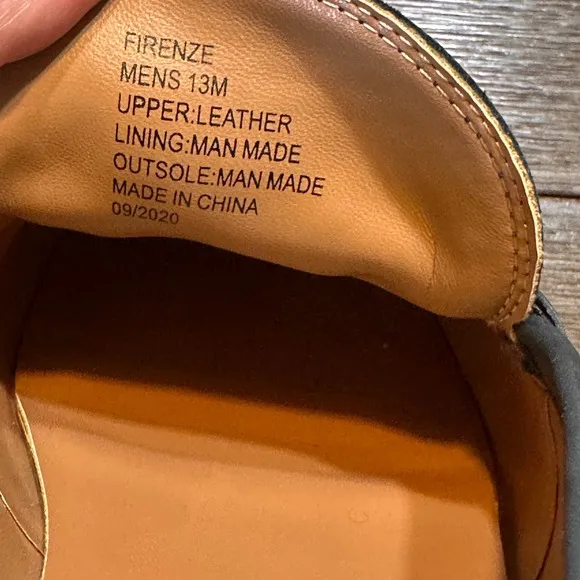 FIRENZE
MENS 13M
UPPER:LEATHER
LINING:MAN MADE
OUTSOLE:MAN MADE
MADE IN CHINA
09/2020